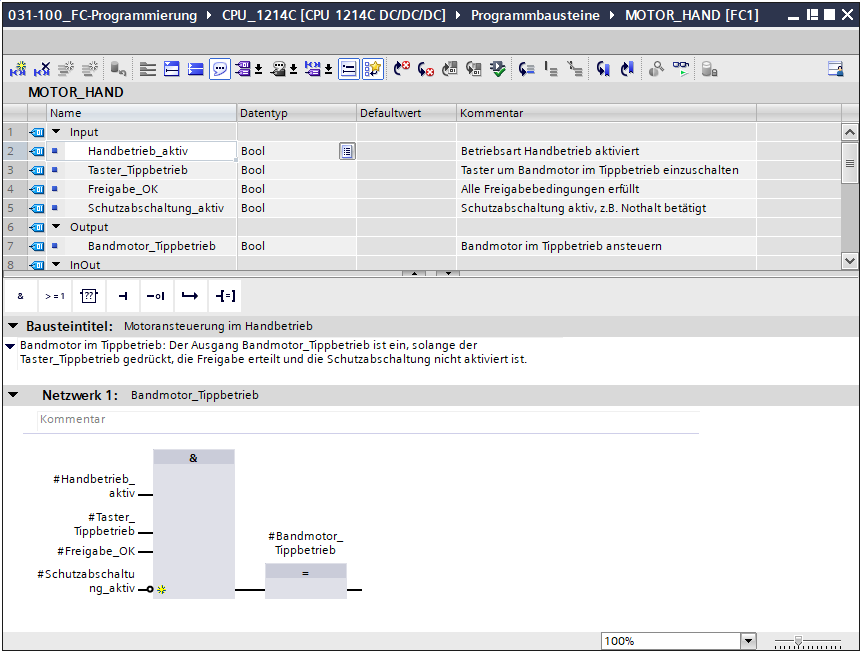 031-100_FC-Programmierung ▸ CPU_1214C [CPU 1214C DC/DC/DC] ▸ Programmbausteine ▸ MOTOR_HAND [FC1]
MOTOR_HAND
Name Datentyp Defaultwert Kommentar
1 Input
2 Handbetrieb_aktiv Bool Betriebsart Handbetrieb aktiviert
3 Taster_Tippbetrieb Bool Taster um Bandmotor im Tippbetrieb einzuschalten
4 Freigabe_OK Bool Alle Freigabebedingungen erfüllt
5 Schutzabschaltung_aktiv Bool Schutzabschaltung aktiv, z.B. Nothalt betätigt
6 Output
7 Bandmotor_Tippbetrieb Bool Bandmotor im Tippbetrieb ansteuern
8 InOut
& >=1 ??
Bausteintitel: Motoransteuerung im Handbetrieb
Bandmotor im Tippbetrieb: Der Ausgang Bandmotor_Tippbetrieb ist ein, solange der
Taster_Tippbetrieb gedrückt, die Freigabe erteilt und die Schutzabschaltung nicht aktiviert ist.
Netzwerk 1: Bandmotor_Tippbetrieb
Kommentar
&
#Handbetrieb_
aktiv
#Taster_
Tippbetrieb
#Freigabe_OK
#Schutzabschaltu
ng_aktiv
#Bandmotor_
Tippbetrieb
=
100%